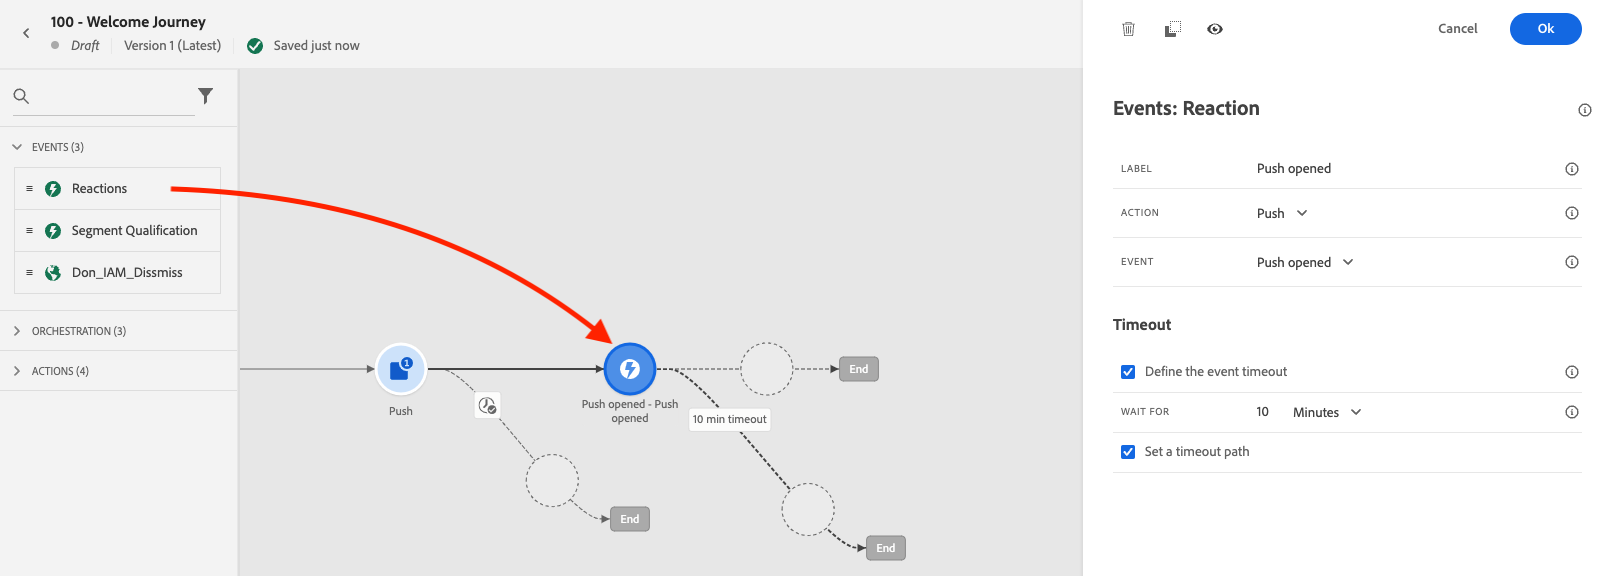 100 - Welcome Journey
Draft
Version 1 (Latest)
Saved just now
Cancel
Ok
EVENTS (3)
Reactions
Segment Qualification
Don_IAM_Dissmiss
ORCHESTRATION (3)
ACTIONS (4)
1
Push
Push opened - Push
opened
10 min timeout
End
End
End
Events: Reaction
LABEL
Push opened
ACTION
Push
EVENT
Push opened
Timeout
Define the event timeout
WAIT FOR
10
Minutes
Set a timeout path